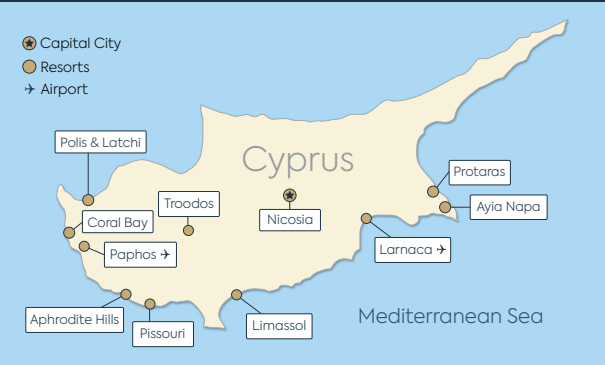 Capital City
Resorts
✈ Airport
Polis & Latchi
Cyprus
Protaras
Troodos
Ayia Napa
Coral Bay
Nicosia
Paphos ✈
Larnaca ✈
Aphrodite Hills
Pissouri
Limassol
Mediterranean Sea